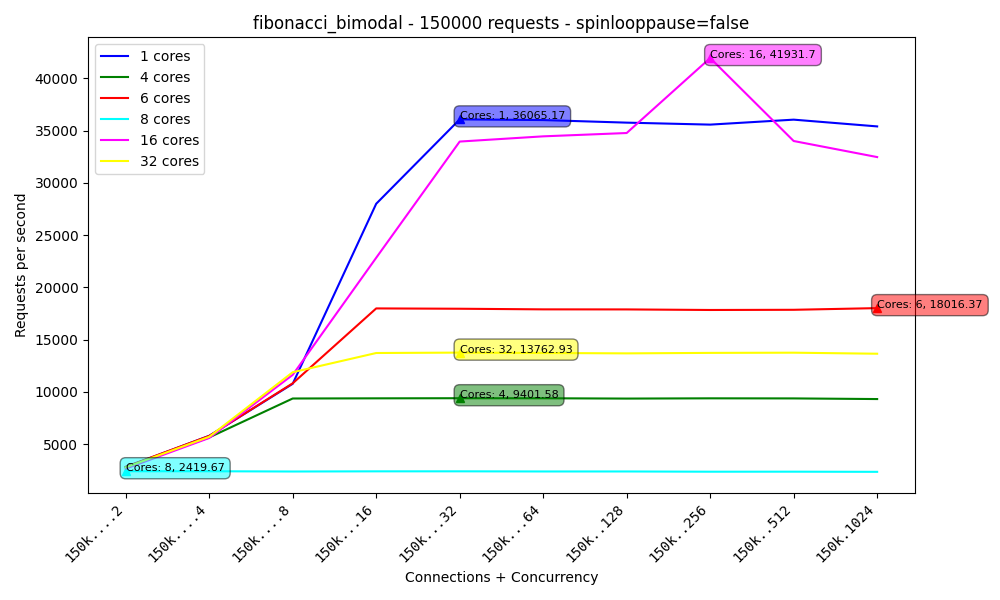 fibonacci_bimodal - 150000 requests - spinlooppause=false
1 cores
4 cores
6 cores
8 cores
16 cores
32 cores
Cores: 16, 41931.7
Cores: 1, 36065.17
Cores: 6, 18016.37
Cores: 32, 13762.93
Cores: 4, 9401.58
Cores: 8, 2419.67
Requests per second
40000
35000
30000
25000
20000
15000
10000
5000
150k....2
150k....4
150k....8
150k...16
150k...32
150k...64
150k..128
150k..256
150k..512
150k.1024
Connections + Concurrency